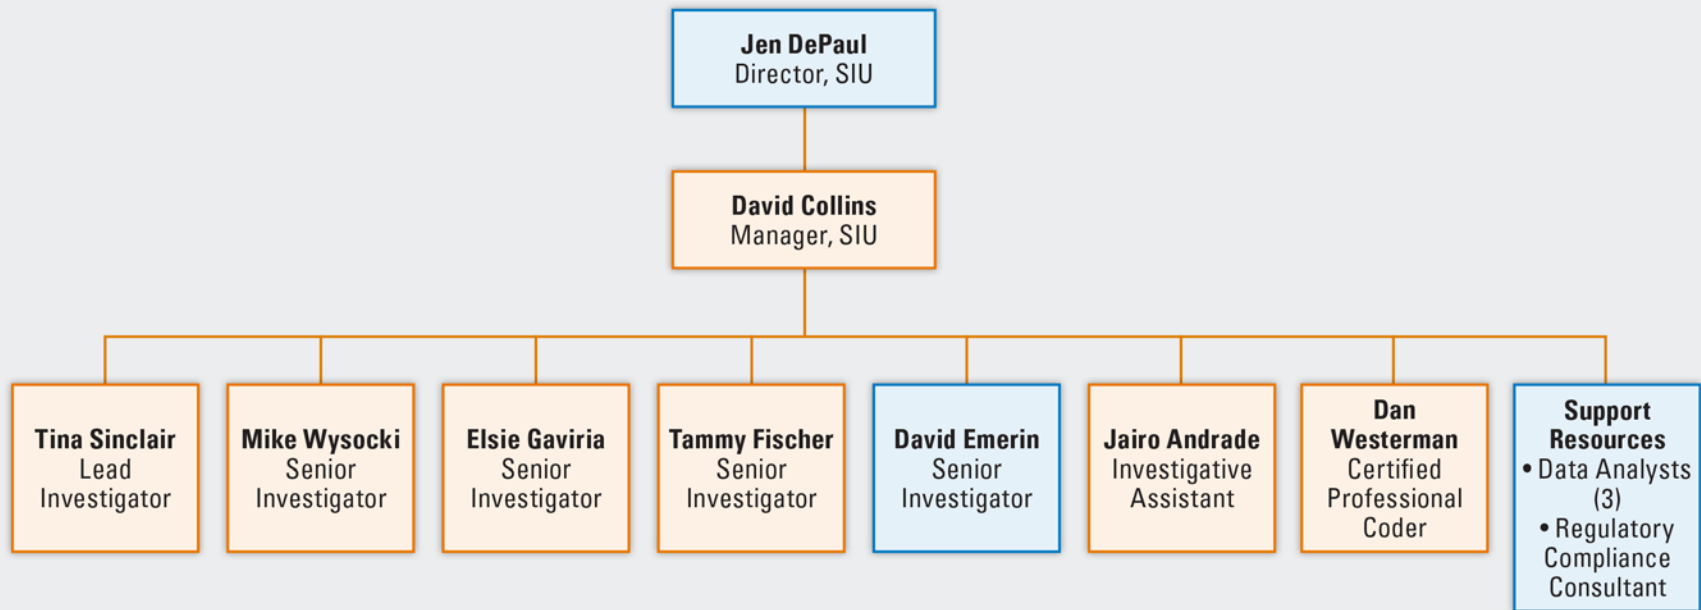 Jen DePaul
Director, SIU
David Collins
Manager, SIU
Tina Sinclair
Lead
Investigator
Mike Wysocki
Senior
Investigator
Elsie Gaviria
Senior
Investigator
Tammy Fischer
Senior
Investigator
David Emerin
Senior
Investigator
Jairo Andrade
Investigative
Assistant
Dan
Westerman
Certified
Professional
Coder
Support
Resources
• Data Analysts
(3)
• Regulatory
Compliance
Consultant